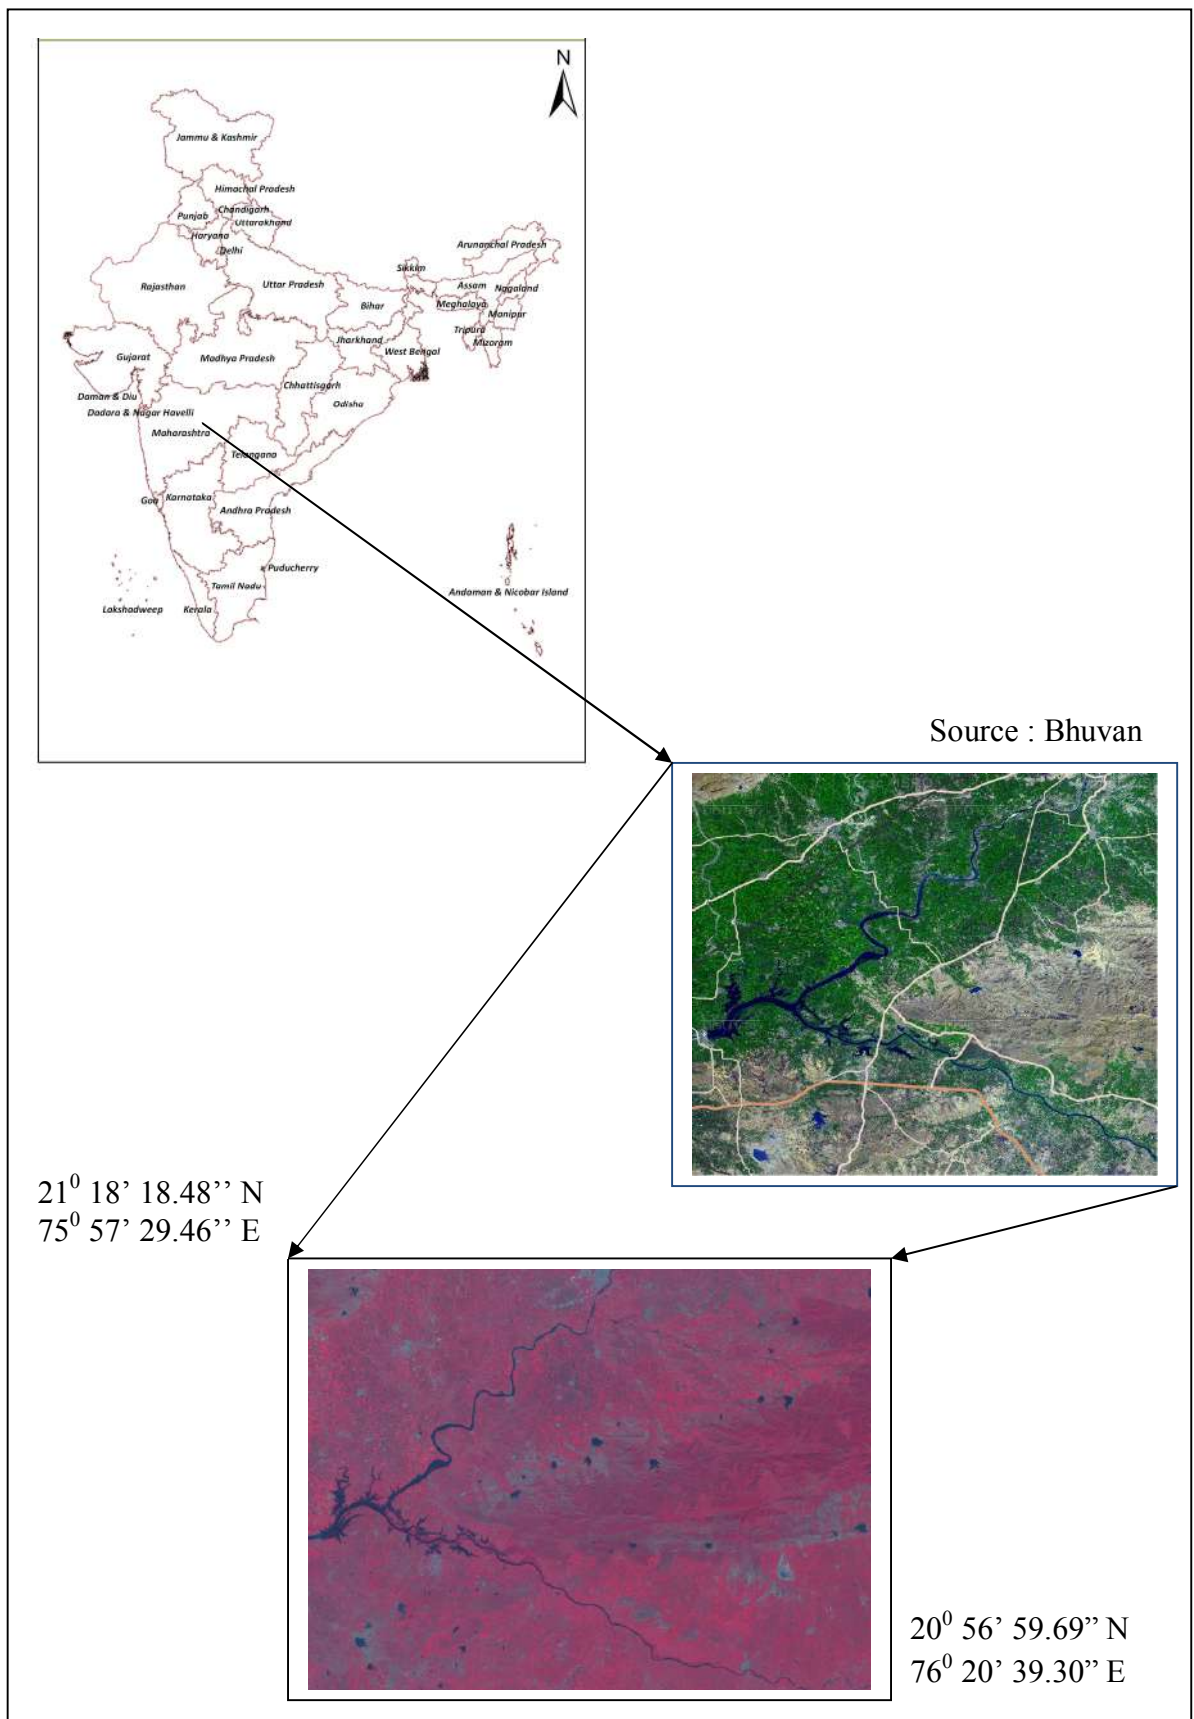 N
Jammu & Kashmir
Himachal Pradesh
Chandigarh
Punjab
Uttarakhand
Haryana
Delhi
Arunanchal Pradesh
Sikkim
Rajasthan
Uttar Pradesh
Assam
Nagaland
Bihar
Meghalaya
Manipur
Tripura
Mizoram
Jharkhand
Gujarat
Madhya Pradesh
West Bengal
Chhattisgarh
Daman & Diu
Odisha
Dadara & Nagar Havelli
Maharashtra
Telangana
Goa
Karnataka
Andhra Pradesh
Puducherry
Tamil Nadu
Andaman & Nicobar Island
Lakshadweep
Kerala
Source : Bhuvan
21⁰ 18’ 18.48’’ N
75⁰ 57’ 29.46’’ E
20⁰ 56’ 59.69” N
76⁰ 20’ 39.30” E